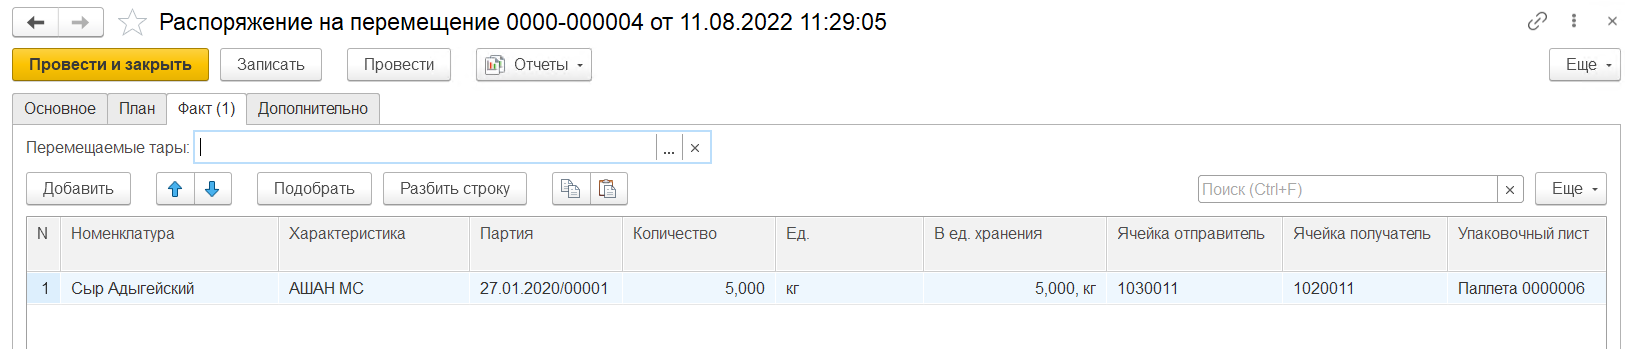 Распоряжение на перемещение 0000-000004 от 11.08.2022 11:29:05
Провести и закрыть Записать Провести Отчеты Еще
Основное План Факт (1) Дополнительно
Перемещаемые тары: ...
Добавить Подобрать Разбить строку Поиск (Ctrl+F) Еще
N Номенклатура Характеристика Партия Количество Ед. В ед. хранения Ячейка отправитель Ячейка получатель Упаковочный лист
1 Сыр Адыгейский АШАН МС 27.01.2020/00001 5,000 кг 5,000, кг 1030011 1020011 Паллета 0000006